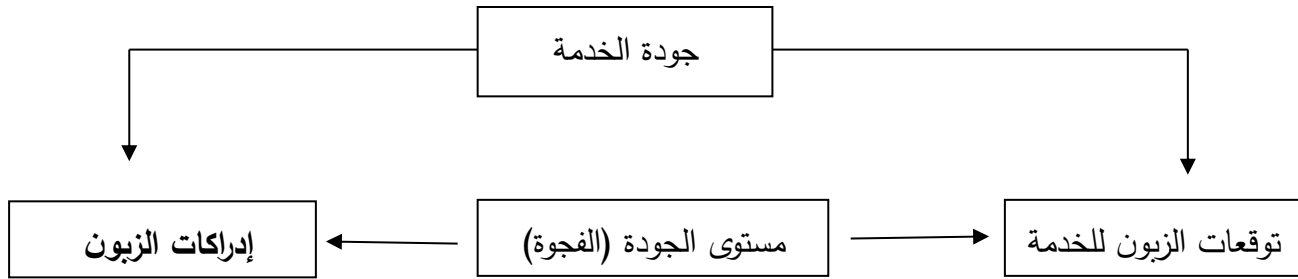 جودة الخدمة
توقعات الزبون للخدمة
مستوى الجودة (الفجوة)
إدراكات الزبون